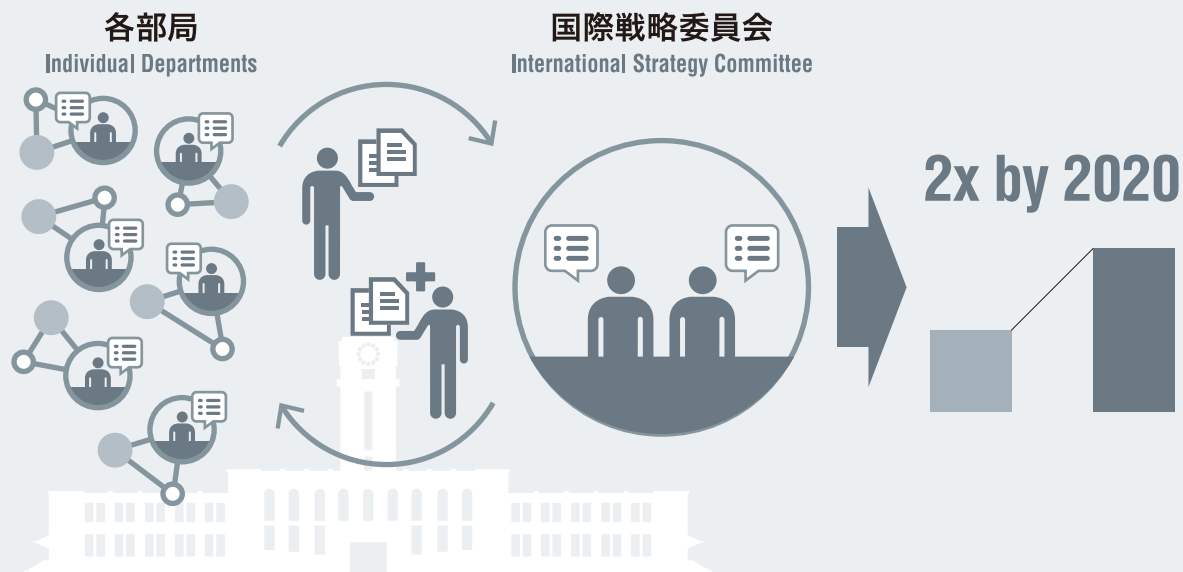 各部局
Individual Departments
国際戦略委員会
International Strategy Committee
2x by 2020